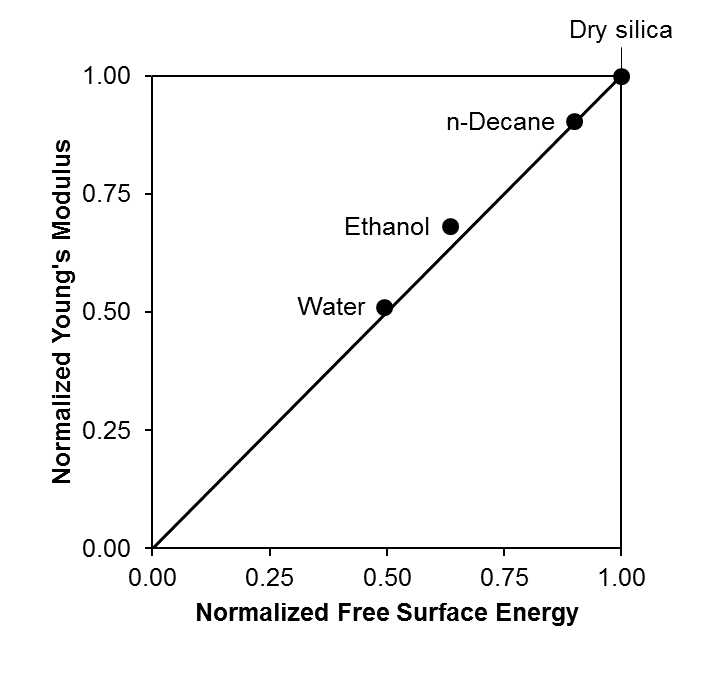 Dry silica
1.00
n-Decane
0.75
Ethanol
Water
0.50
0.25
0.00
0.00 0.25 0.50 0.75 1.00
Normalized Free Surface Energy
Normalized Young's Modulus